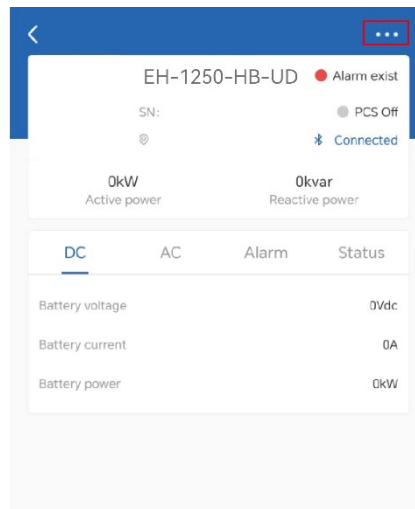 EH-1250-HB-UD Alarm exist
SN: PCS Off
Connected
0kW 0kvar
Active power Reactive power
DC AC Alarm Status
Battery voltage 0Vdc
Battery current 0A
Battery power 0kW